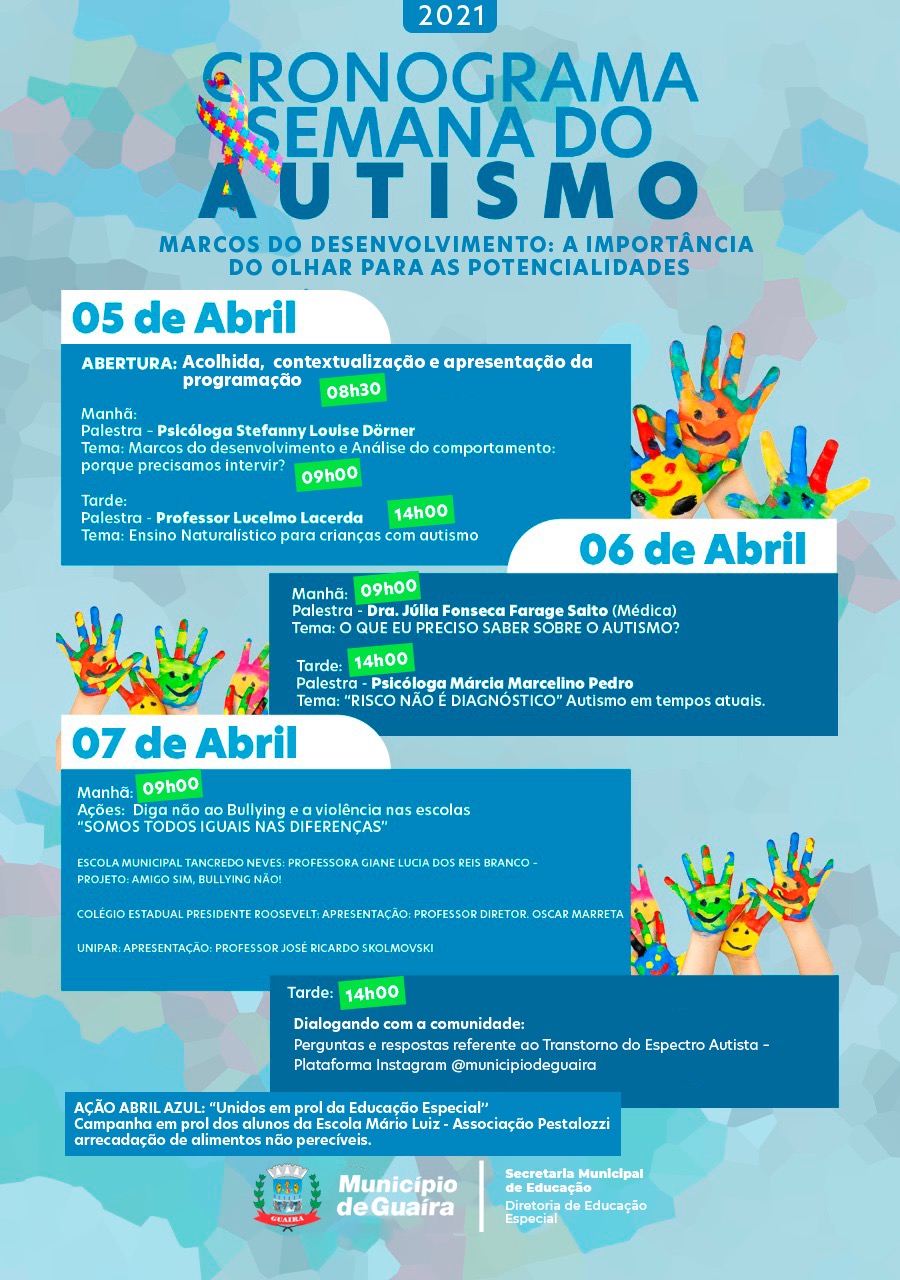 2021
CRONOGRAMA
SEMANA DO
AUTISMO
MARCOS DO DESENVOLVIMENTO: A IMPORTÂNCIA
DO OLHAR PARA AS POTENCIALIDADES
05 de Abril
ABERTURA: Acolhida, contextualização e apresentação da
programação
08h30
Manhã:
Palestra - Psicóloga Stefanny Louise Dörner
Tema: Marcos do desenvolvimento e Análise do comportamento:
porque precisamos intervir?
09h00
Tarde:
Palestra - Professor Lucelmo Lacerda 14h00
Tema: Ensino Naturalístico para crianças com autismo
06 de Abril
Manhã: 09h00
Palestra - Dra. Júlia Fonseca Farage Salto (Médica)
Tema: O QUE EU PRECISO SABER SOBRE O AUTISMO?
Tarde: 14h00
Palestra - Psicóloga Márcia Marcelino Pedro
Tema: “RISCO NÃO É DIAGNÓSTICO” Autismo em tempos atuais.
07 de Abril
Manhã: 09h00
Ações: Diga não ao Bullying e a violência nas escolas
“SOMOS TODOS IGUAIS NAS DIFERENÇAS”
ESCOLA MUNICIPAL TANCREDO NEVES: PROFESSORA GIANE LUCIA DOS REIS BRANCO –
PROJETO: AMIGO SIM, BULLYING NÃO!
COLÉGIO ESTADUAL PRESIDENTE ROOSEVELT: APRESENTAÇÃO: PROFESSOR DIRETOR. OSCAR MARRETA
UNIPAR: APRESENTAÇÃO: PROFESSOR JOSÉ RICARDO SKOLMOVSKI
Tarde: 14h00
Dialogando com a comunidade:
Perguntas e respostas referente ao Transtorno do Espectro Autista –
Plataforma Instagram @municipiodeguaira
AÇÃO ABRIL AZUL: “Unidos em prol da Educação Especial’’
Campanha em prol dos alunos da Escola Mário Luiz - Associação Pestalozzi
arrecadação de alimentos não perecíveis.
GUAÍRA
Município
de Guaíra
Secretaria Municipal
de Educação
Diretoria de Educação
Especial